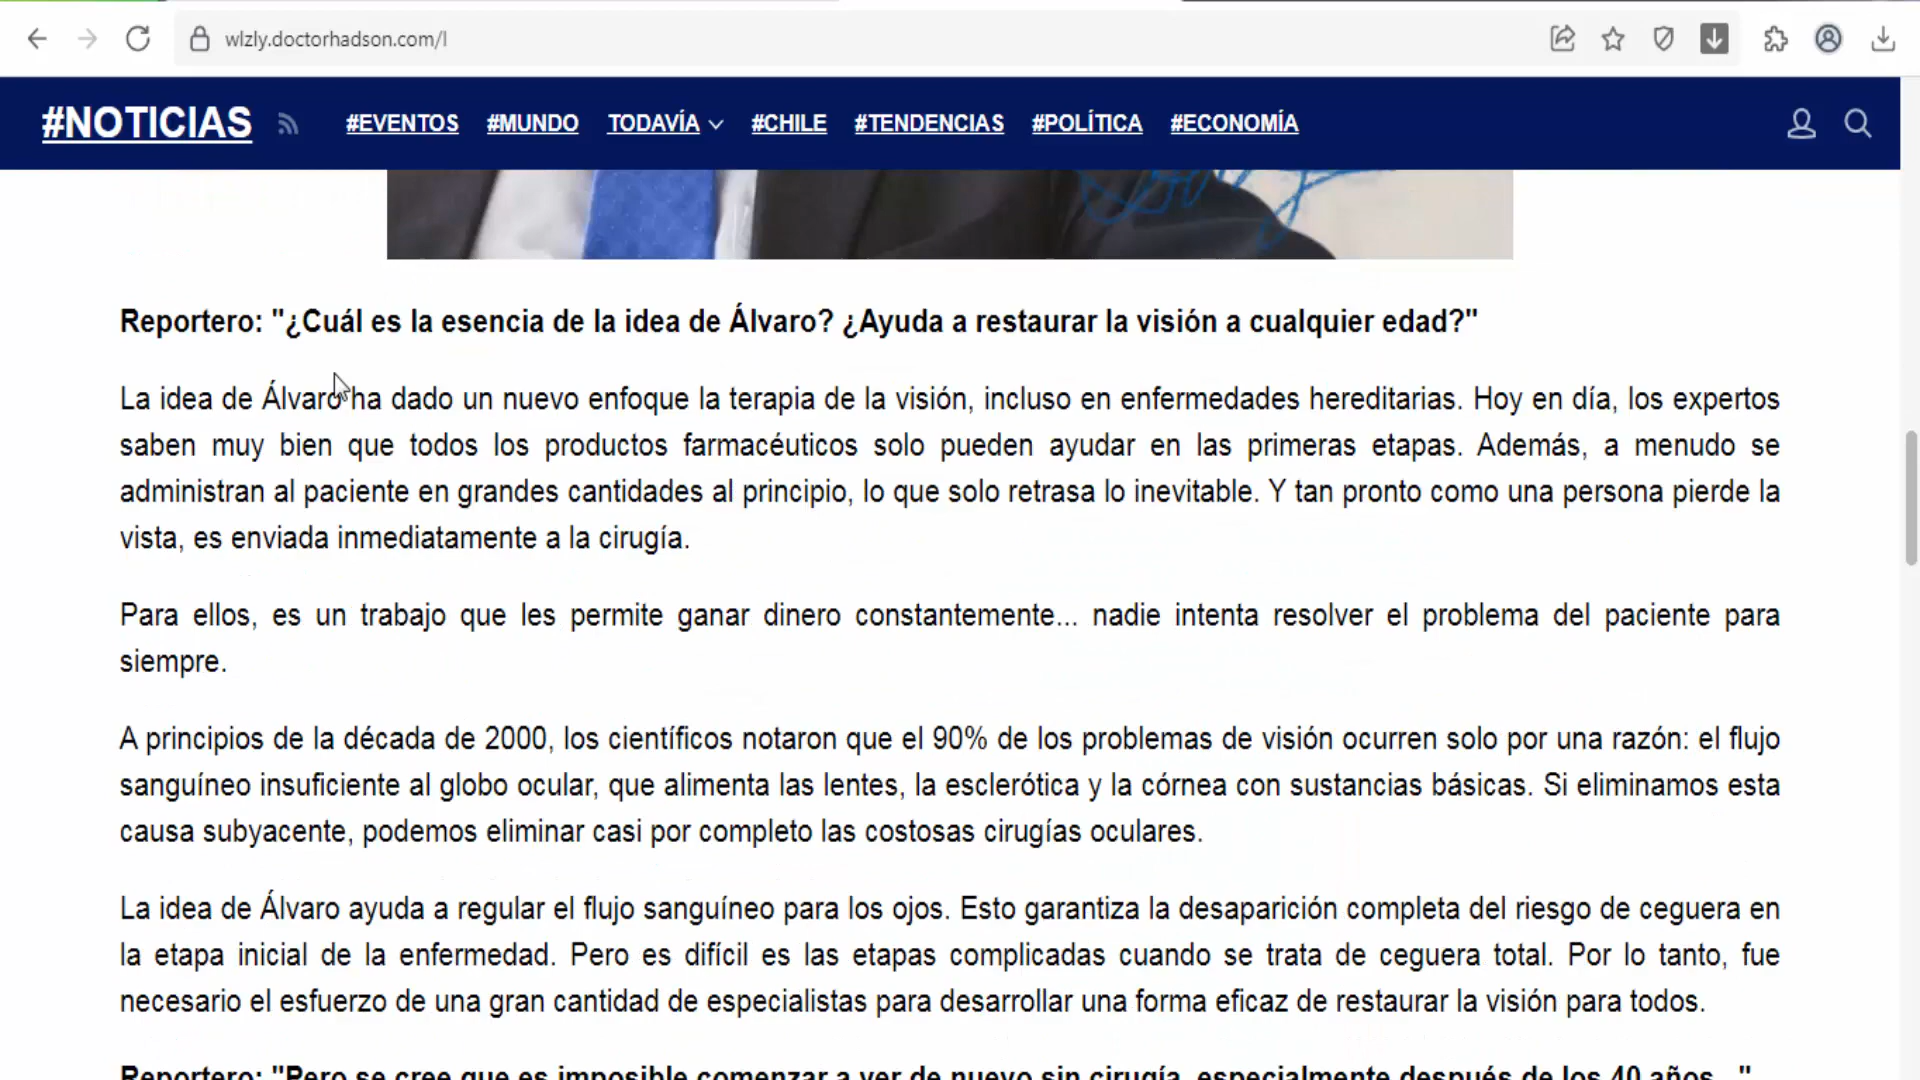 wlzly.doctorhadson.com/l
#NOTICIAS #EVENTOS #MUNDO TODAVÍA #CHILE #TENDENCIAS #POLÍTICA #ECONOMÍA
Reportero: "¿Cuál es la esencia de la idea de Álvaro? ¿Ayuda a restaurar la visión a cualquier edad?"
La idea de Álvaro ha dado un nuevo enfoque la terapia de la visión, incluso en enfermedades hereditarias. Hoy en día, los expertos
saben muy bien que todos los productos farmacéuticos solo pueden ayudar en las primeras etapas. Además, a menudo se
administran al paciente en grandes cantidades al principio, lo que solo retrasa lo inevitable. Y tan pronto como una persona pierde la
vista, es enviada inmediatamente a la cirugía.
Para ellos, es un trabajo que les permite ganar dinero constantemente... nadie intenta resolver el problema del paciente para
siempre.
A principios de la década de 2000, los científicos notaron que el 90% de los problemas de visión ocurren solo por una razón: el flujo
sanguíneo insuficiente al globo ocular, que alimenta las lentes, la esclerótica y la córnea con sustancias básicas. Si eliminamos esta
causa subyacente, podemos eliminar casi por completo las costosas cirugías oculares.
La idea de Álvaro ayuda a regular el flujo sanguíneo para los ojos. Esto garantiza la desaparición completa del riesgo de ceguera en
la etapa inicial de la enfermedad. Pero es difícil es las etapas complicadas cuando se trata de ceguera total. Por lo tanto, fue
necesario el esfuerzo de una gran cantidad de especialistas para desarrollar una forma eficaz de restaurar la visión para todos.
Reportero: "Pero se cree que es imposible comenzar a ver de nuevo sin cirugía, especialmente después de los 40 años..."